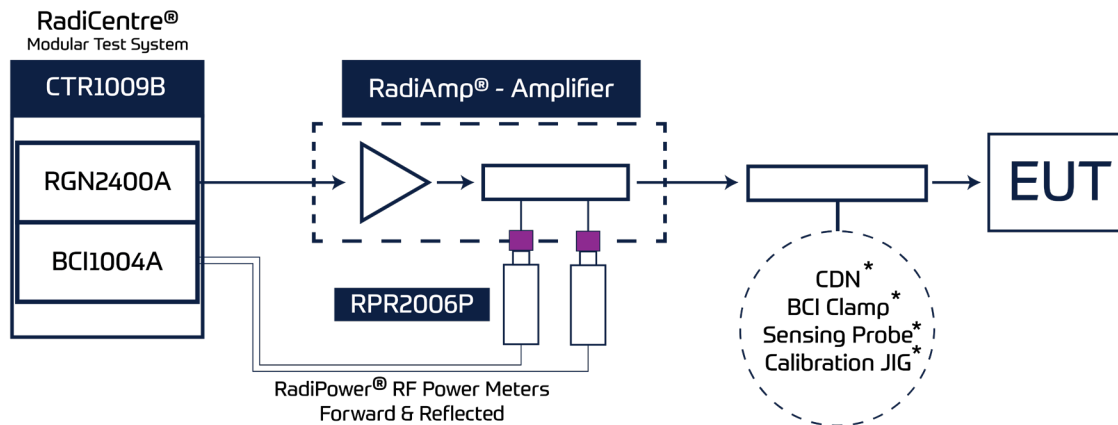 RadiCentre®
Modular Test System
CTR1009B
RGN2400A
BCI1004A
RadiAmp® - Amplifier
RPR2006P
RadiPower® RF Power Meters
Forward & Reflected
CDN*
BCI Clamp*
Sensing Probe*
Calibration JIG*
EUT